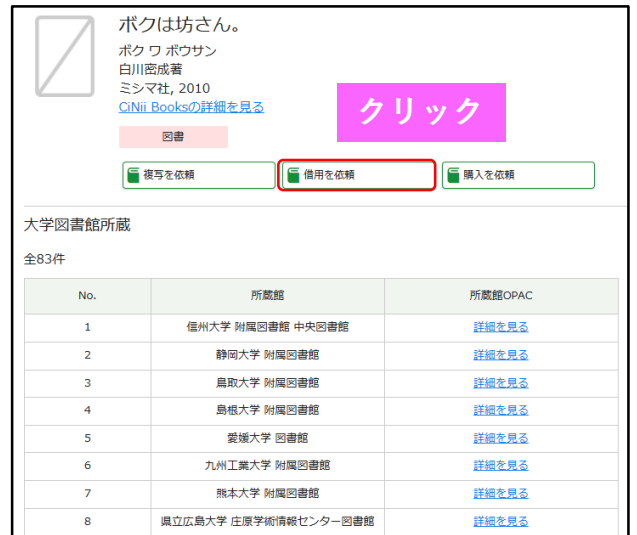 ボクは坊さん。
ボク ワ ボウサン
白川密成著
ミシマ社, 2010
CiNii Booksの詳細を見る
クリック
図書
複写を依頼 借用を依頼 購入を依頼
大学図書館所蔵
全83件
No. 所蔵館 所蔵館OPAC
1 信州大学 附属図書館 中央図書館 詳細を見る
2 静岡大学 附属図書館 詳細を見る
3 鳥取大学 附属図書館 詳細を見る
4 島根大学 附属図書館 詳細を見る
5 愛媛大学 図書館 詳細を見る
6 九州工業大学 附属図書館 詳細を見る
7 熊本大学 附属図書館 詳細を見る
8 県立広島大学 庄原学術情報センター図書館 詳細を見る